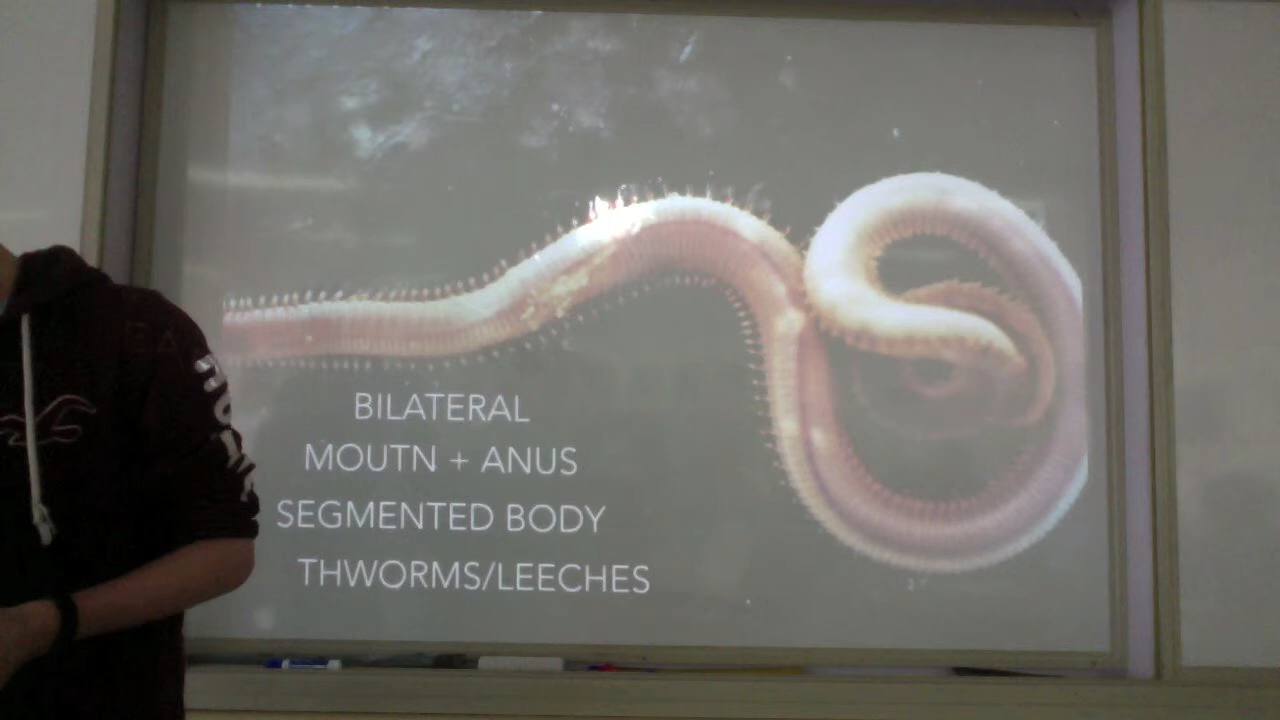 BILATERAL
MOUTN + ANUS
SEGMENTED BODY
THWORMS/LEECHES